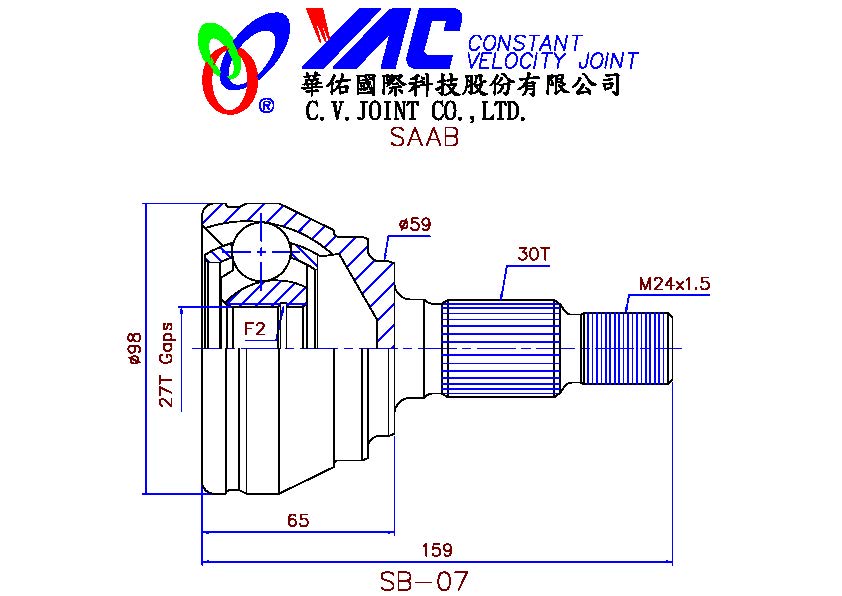 YAC CONSTANT
VELOCITY JOINT
®
華佑國際科技股份有限公司
C.V.JOINT CO.,LTD.
SAAB
ø59
30T
M24x1.5
F2
ø98
27T Gaps
65
159
SB-07